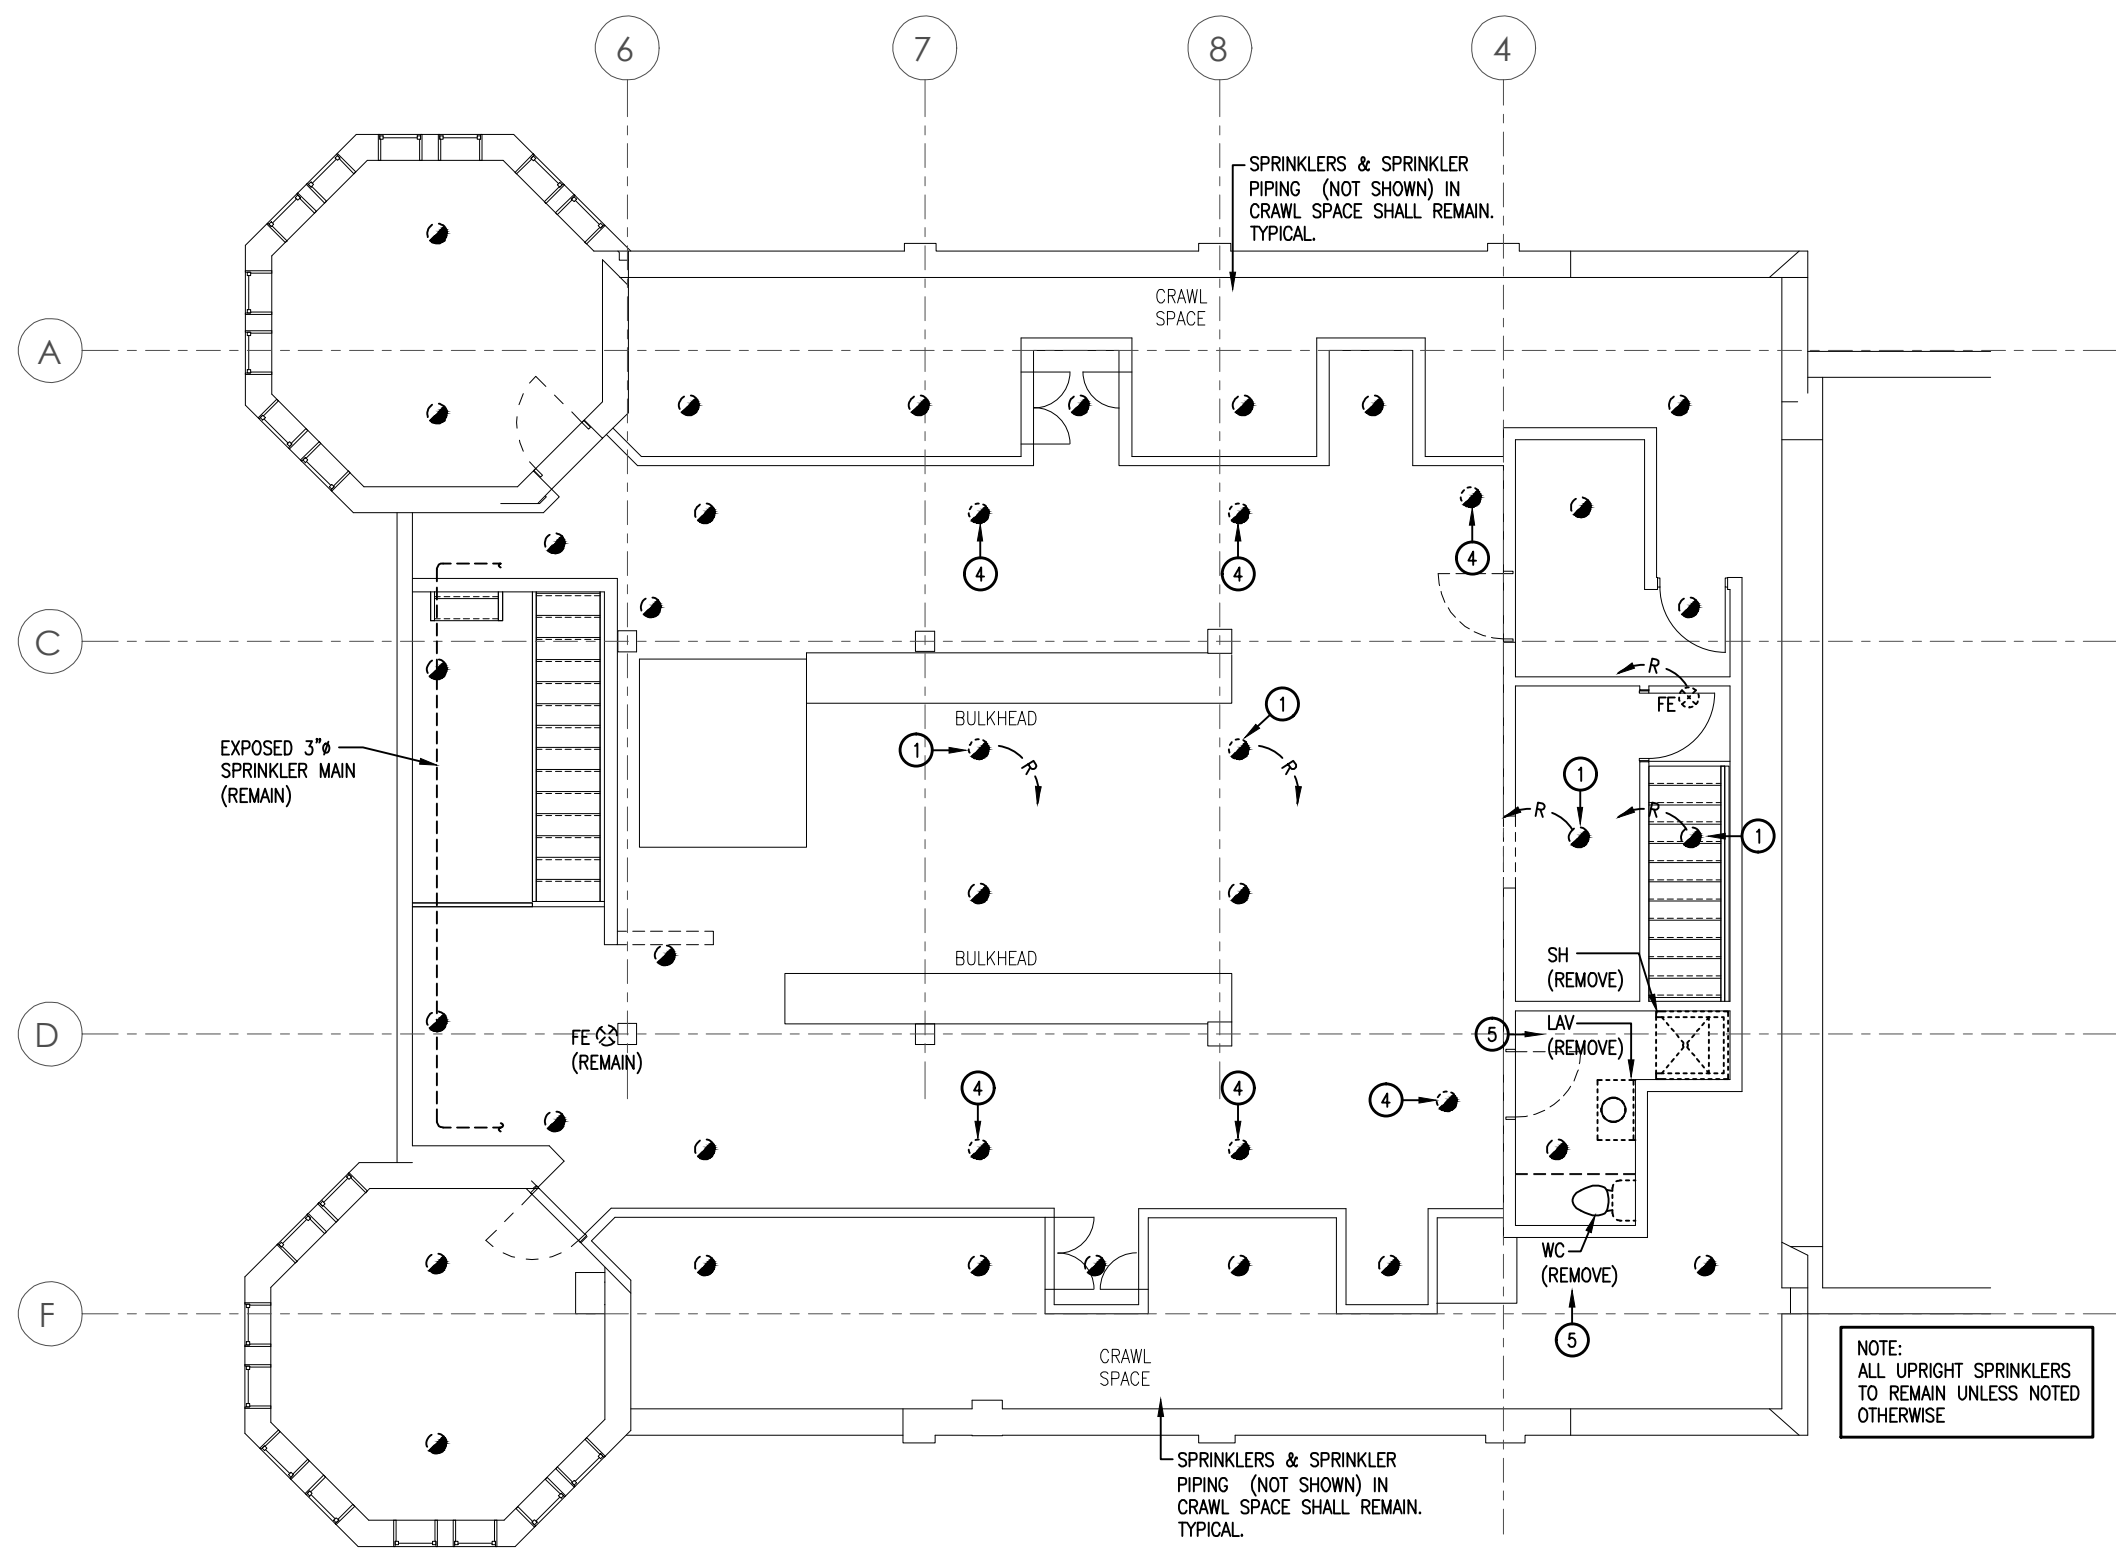 6
7
8
4
SPRINKLERS & SPRINKLER
PIPING (NOT SHOWN) IN
CRAWL SPACE SHALL REMAIN.
TYPICAL.
CRAWL
SPACE
A
4
4
4
C
R
FE
BULKHEAD
1
1
R
R
EXPOSED 3"ø
SPRINKLER MAIN
(REMAIN)
1
R
R
1
BULKHEAD
SH
(REMOVE)
D
FE
(REMAIN)
5
LAV
(REMOVE)
4
4
4
WC
(REMOVE)
F
5
CRAWL
SPACE
NOTE:
ALL UPRIGHT SPRINKLERS
TO REMAIN UNLESS NOTED
OTHERWISE
SPRINKLERS & SPRINKLER
PIPING (NOT SHOWN) IN
CRAWL SPACE SHALL REMAIN.
TYPICAL.